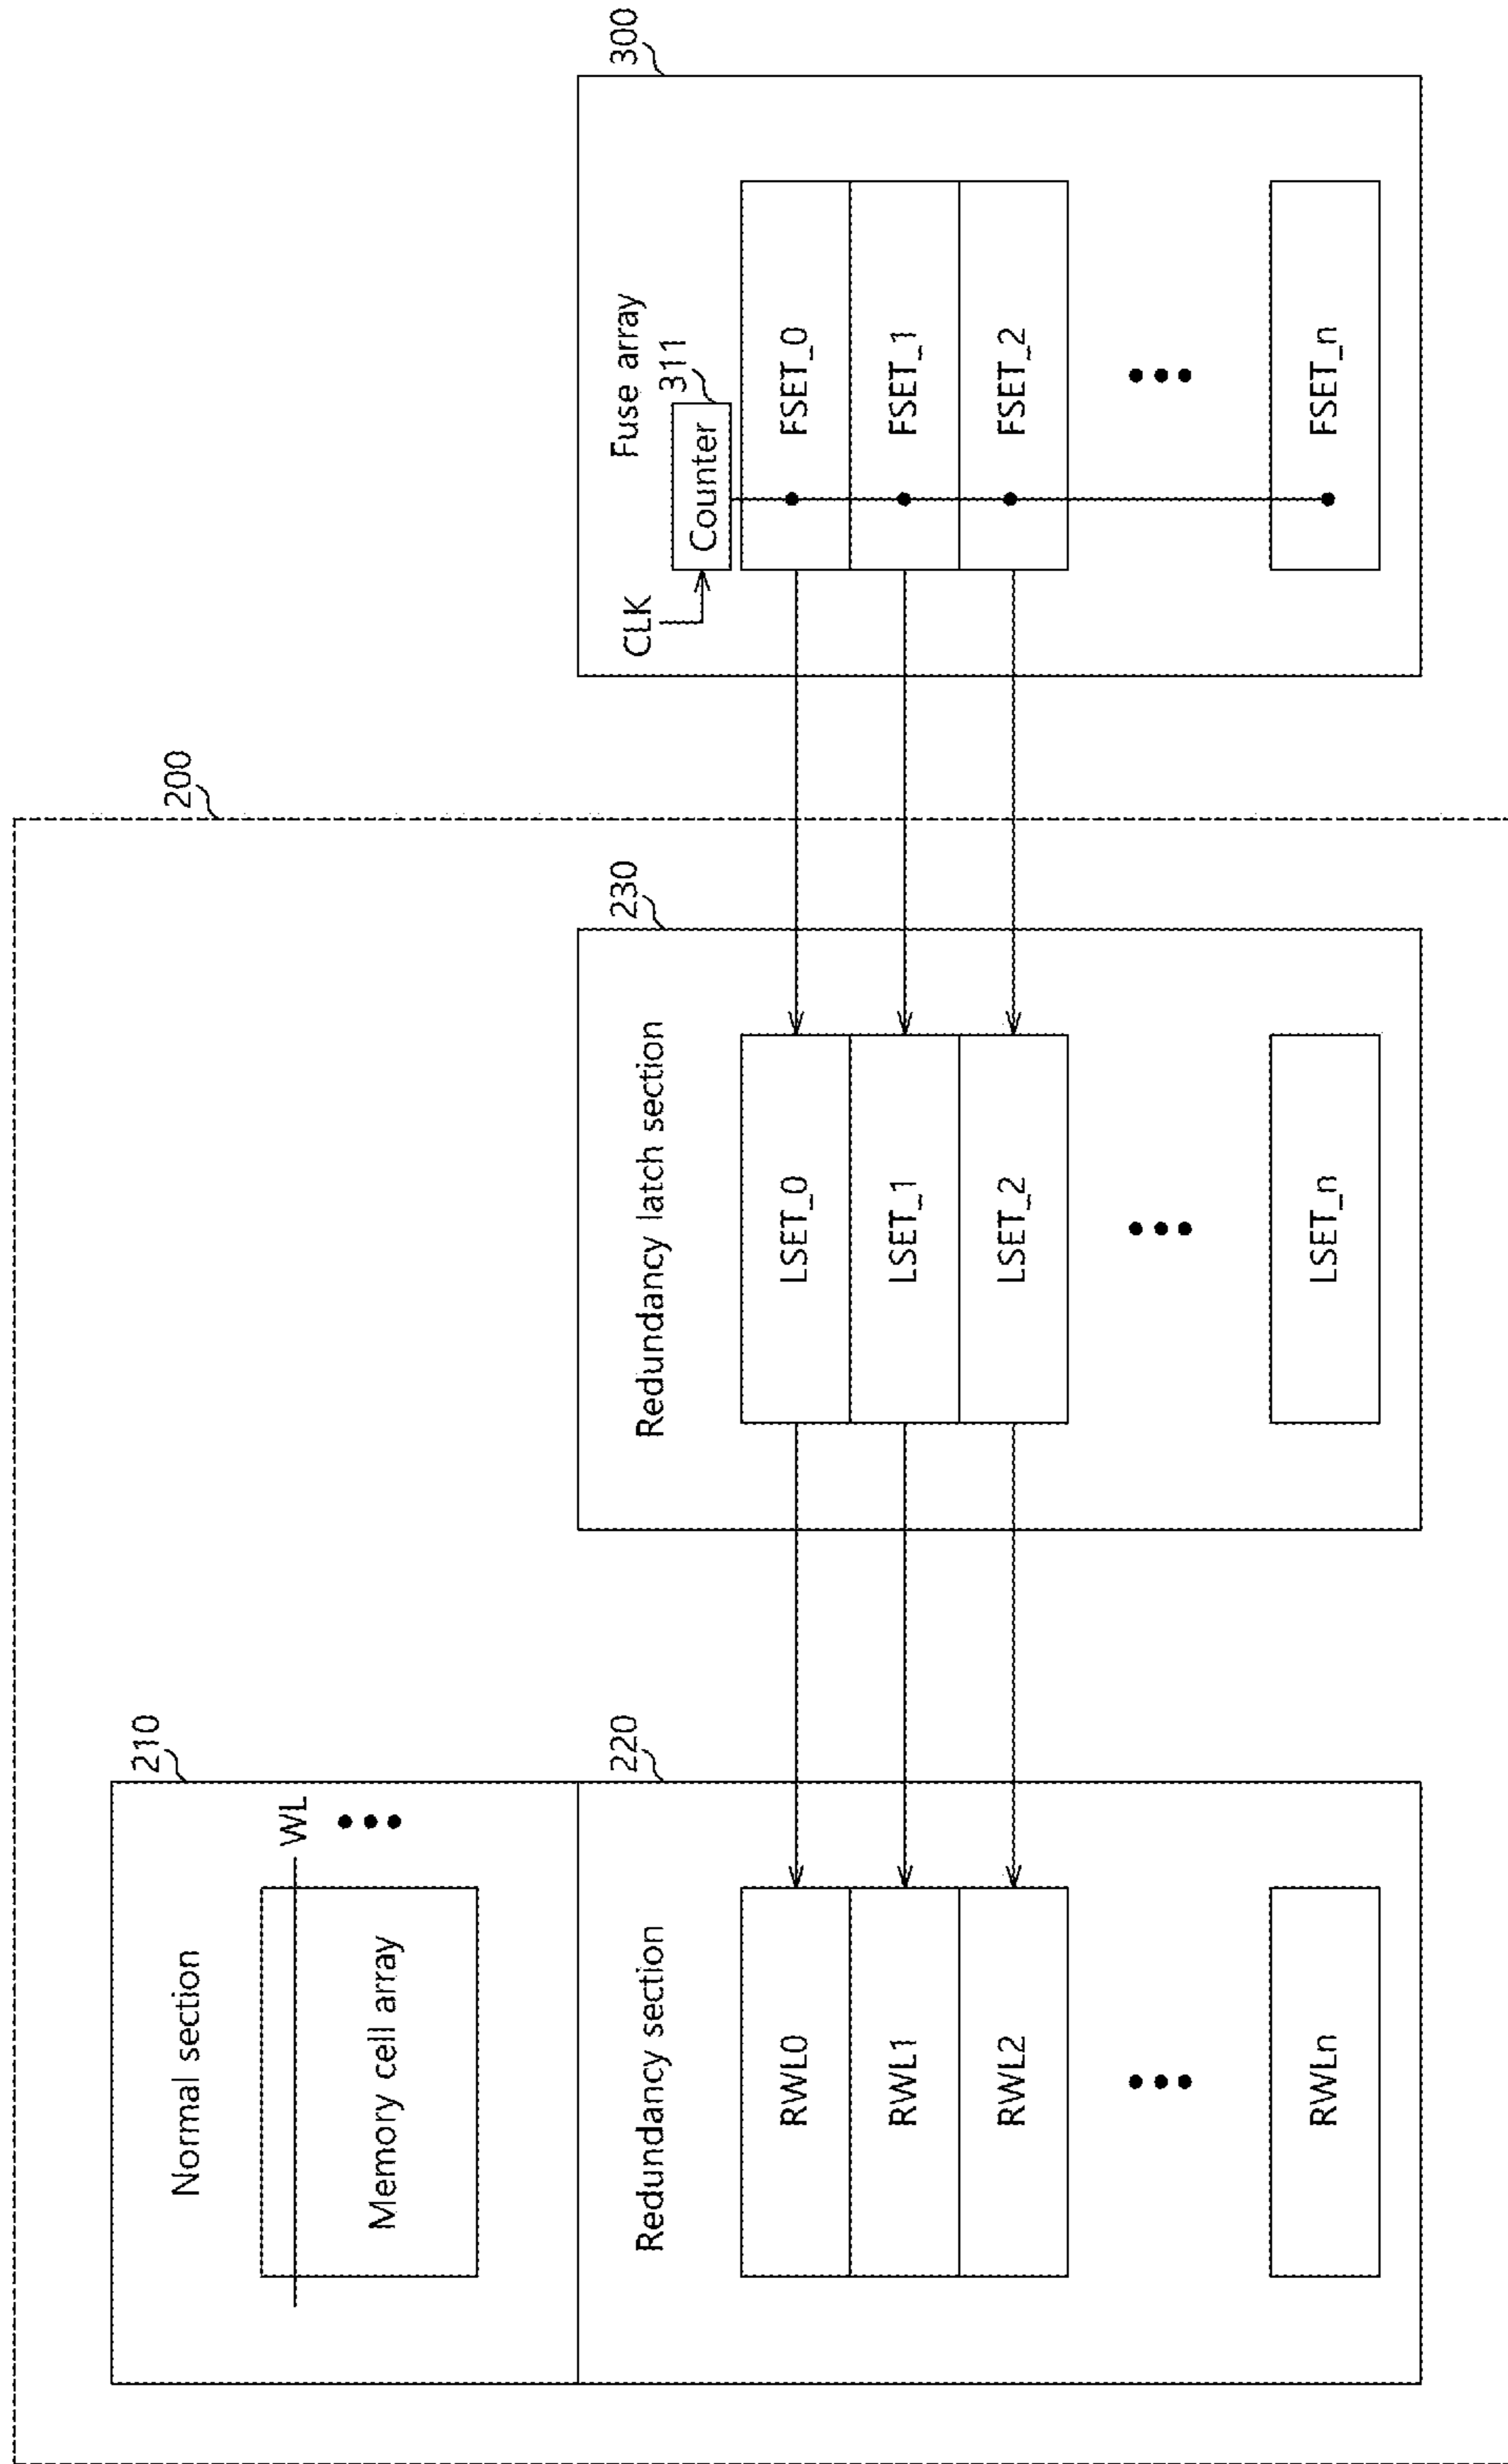 200
210
Normal section
WL
Memory cell array
220
Redundancy section
RWL0
RWL1
RWL2
RWLn
230
Redundancy latch section
LSET_0
LSET_1
LSET_2
LSET_n
300
Fuse array
311
CLK
Counter
FSET_0
FSET_1
FSET_2
FSET_n